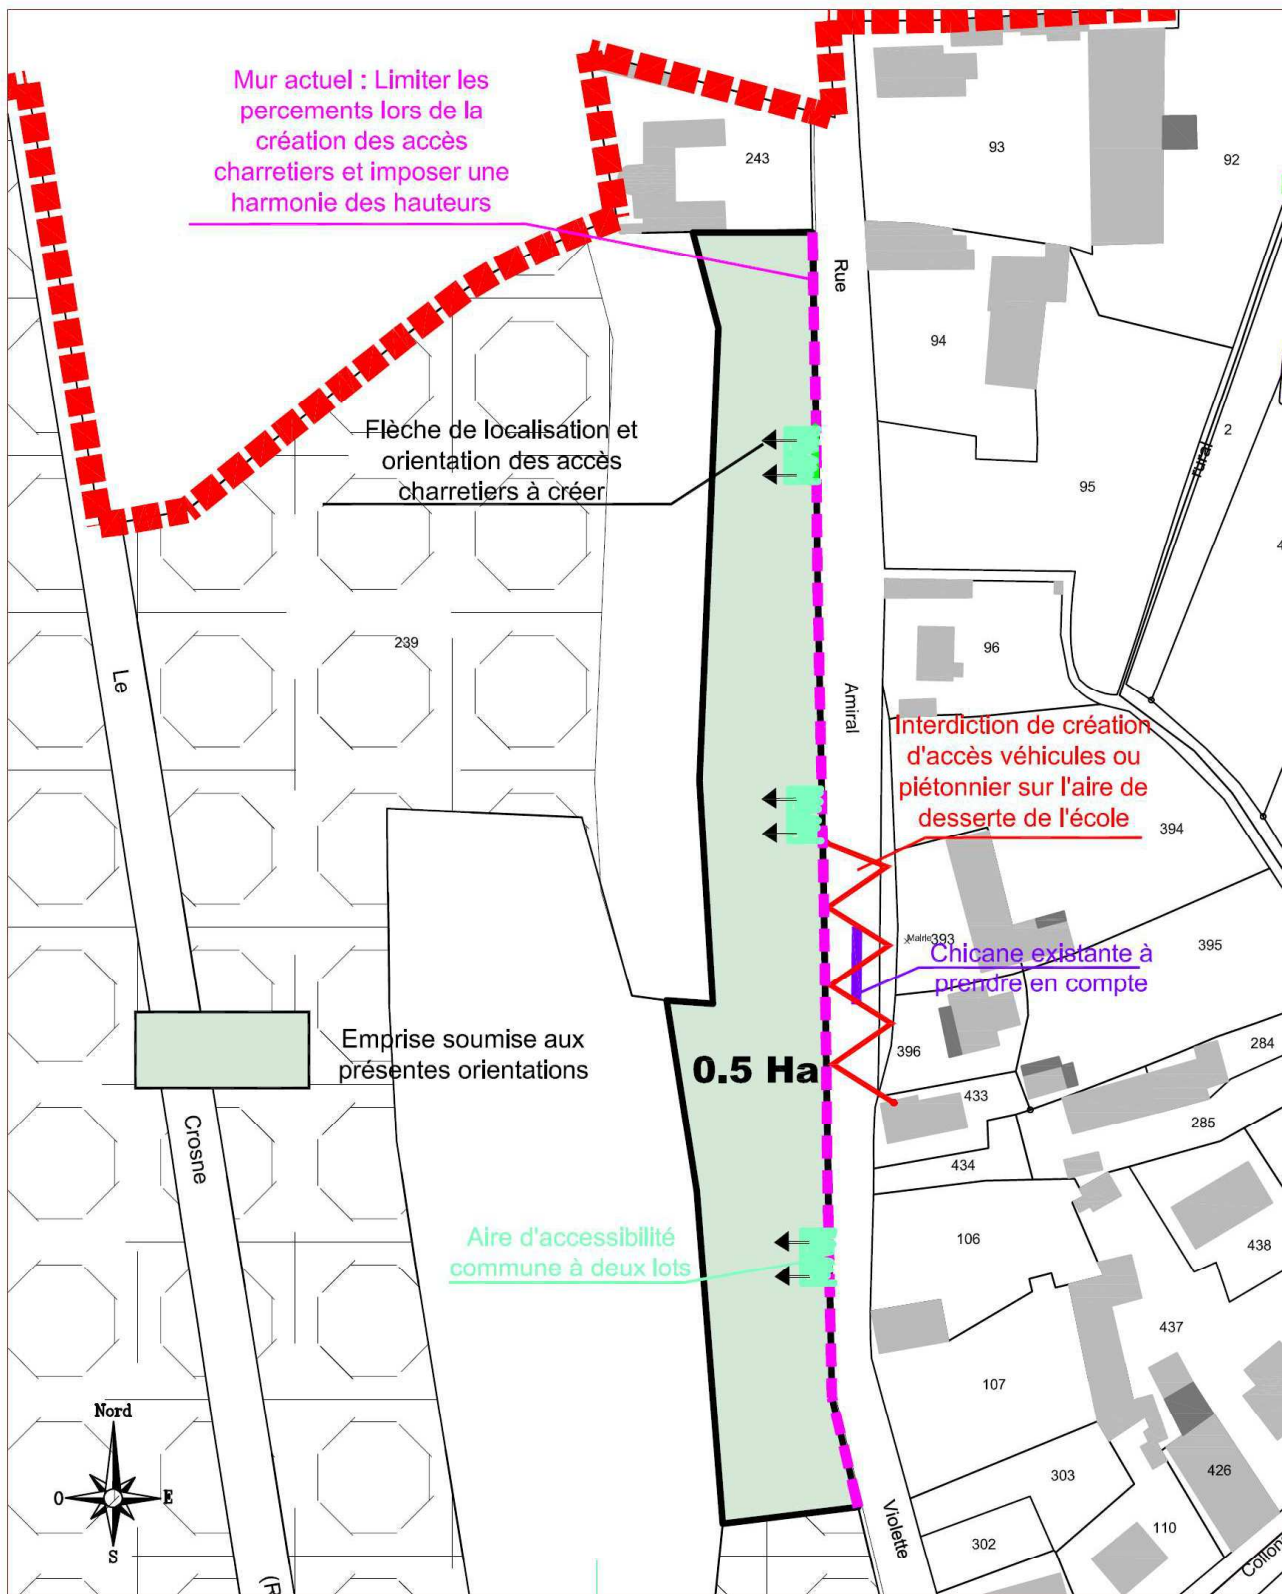 Mur actuel : Limiter les
percements lors de la
création des accès
charretiers et imposer une
harmonie des hauteurs
243
93
92
Rue
94
2
rural
95
4
Flèche de localisation et
orientation des accès
charretiers à créer
239
96
Le
Amiral
Interdiction de création
d'accès véhicules ou
piétonnier sur l'aire de
desserte de l'école
394
Mairie
393
395
Chicane existante à
prendre en compte
Emprise soumise aux
présentes orientations
0.5 Ha
396
284
433
285
434
Crosne
Aire d'accessibilité
commune à deux lots
106
438
437
107
Nord
O
E
S
303
426
302
110
Violette
(R
Collon